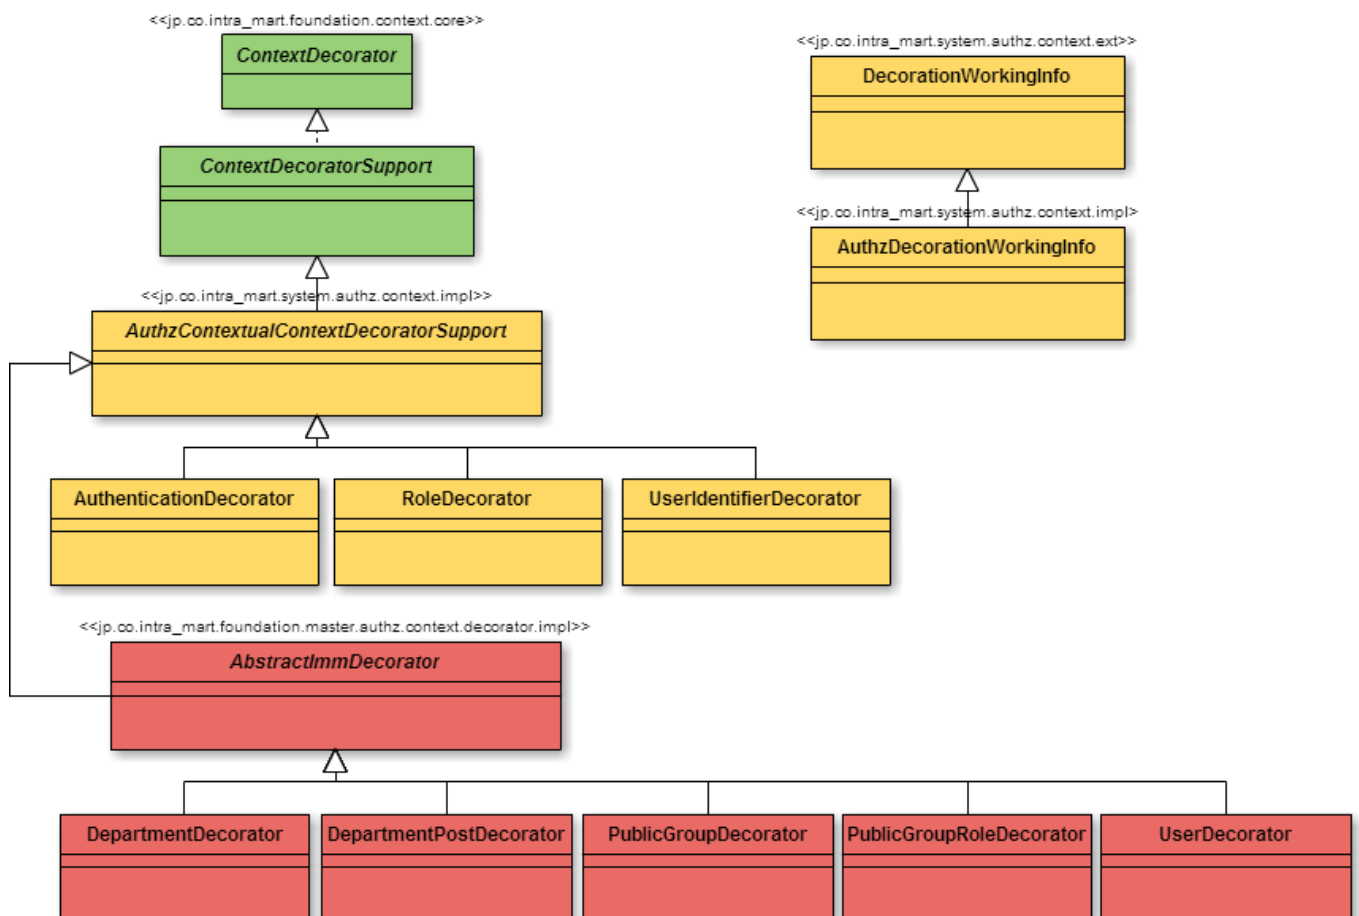 <<jp.co.intra_mart.foundation.context.core>>
ContextDecorator
ContextDecoratorSupport
<<jp.co.intra_mart.system.authz.context.impl>>
AuthzContextualContextDecoratorSupport
AuthenticationDecorator
RoleDecorator
UserIdentifierDecorator
<<jp.co.intra_mart.foundation.master.authz.context.decorator.impl>>
AbstractImmDecorator
DepartmentDecorator
DepartmentPostDecorator
PublicGroupDecorator
PublicGroupRoleDecorator
UserDecorator
<<jp.co.intra_mart.system.authz.context.ext>>
DecorationWorkingInfo
<<jp.co.intra_mart.system.authz.context.impl>
AuthzDecorationWorkingInfo